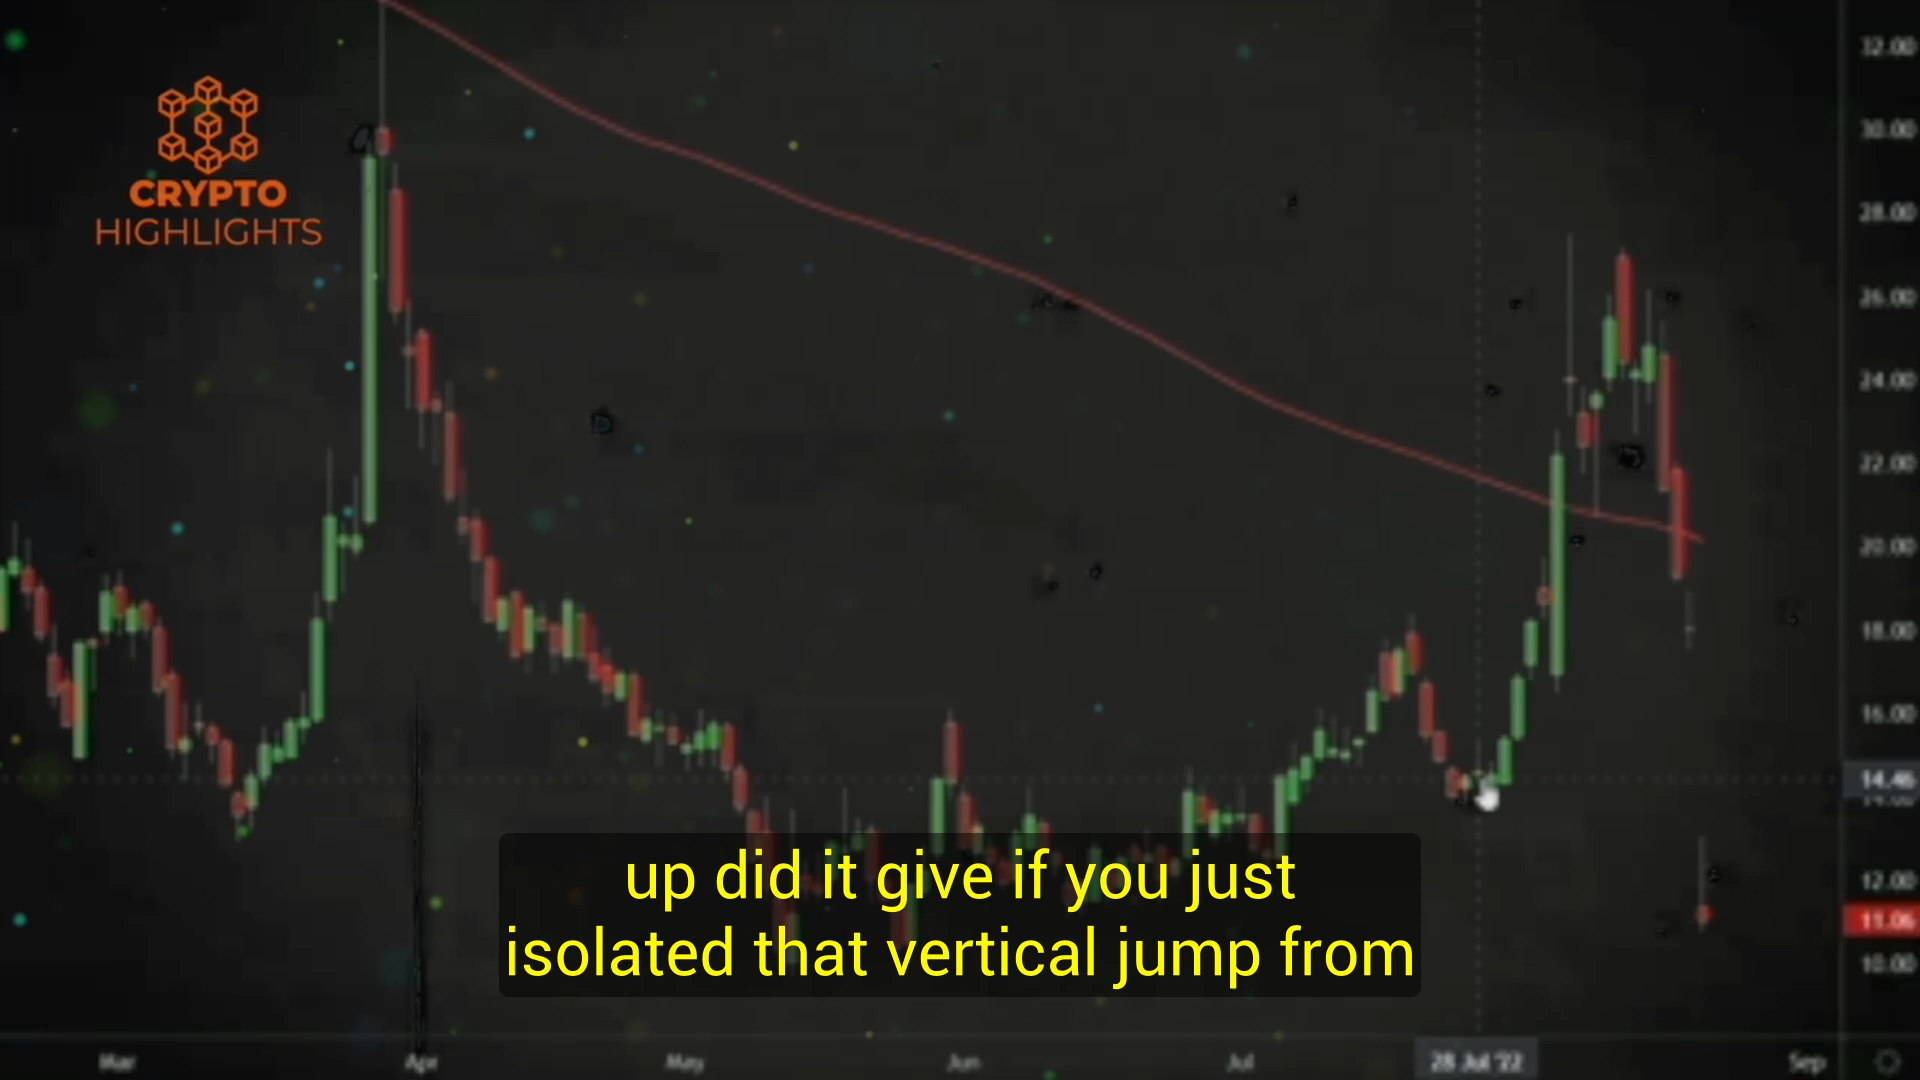 CRYPTO
HIGHLIGHTS
32.00
30.00
28.00
26.00
24.00
22.00
20.00
18.00
16.00
14.46
12.00
11.06
10.00
up did it give if you just
isolated that vertical jump from
Mar
Apr
May
Jun
Jul
28 Jul '22
Sep